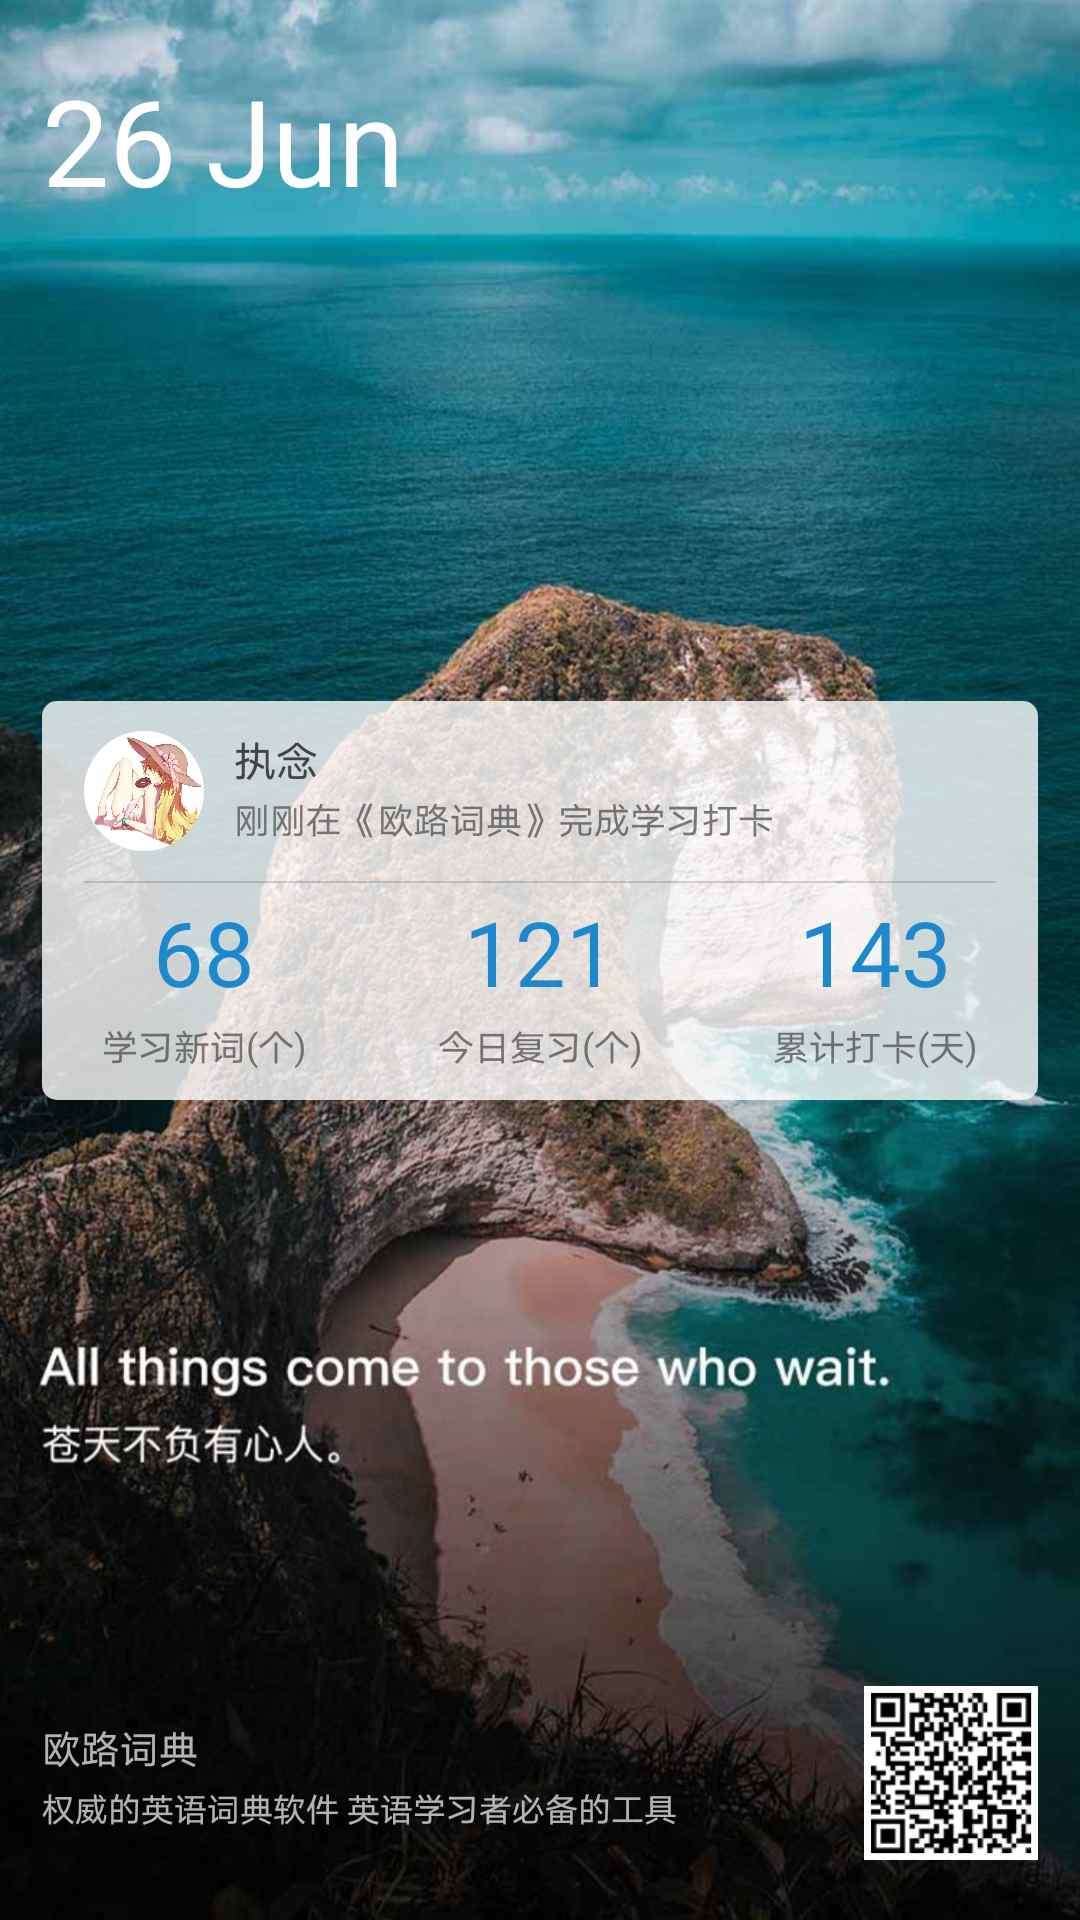 26 Jun
执念
刚刚在《欧路词典》完成学习打卡
68 121 143
学习新词(个) 今日复习(个) 累计打卡(天)
All things come to those who wait.
苍天不负有心人。
欧路词典
权威的英语词典软件 英语学习者必备的工具